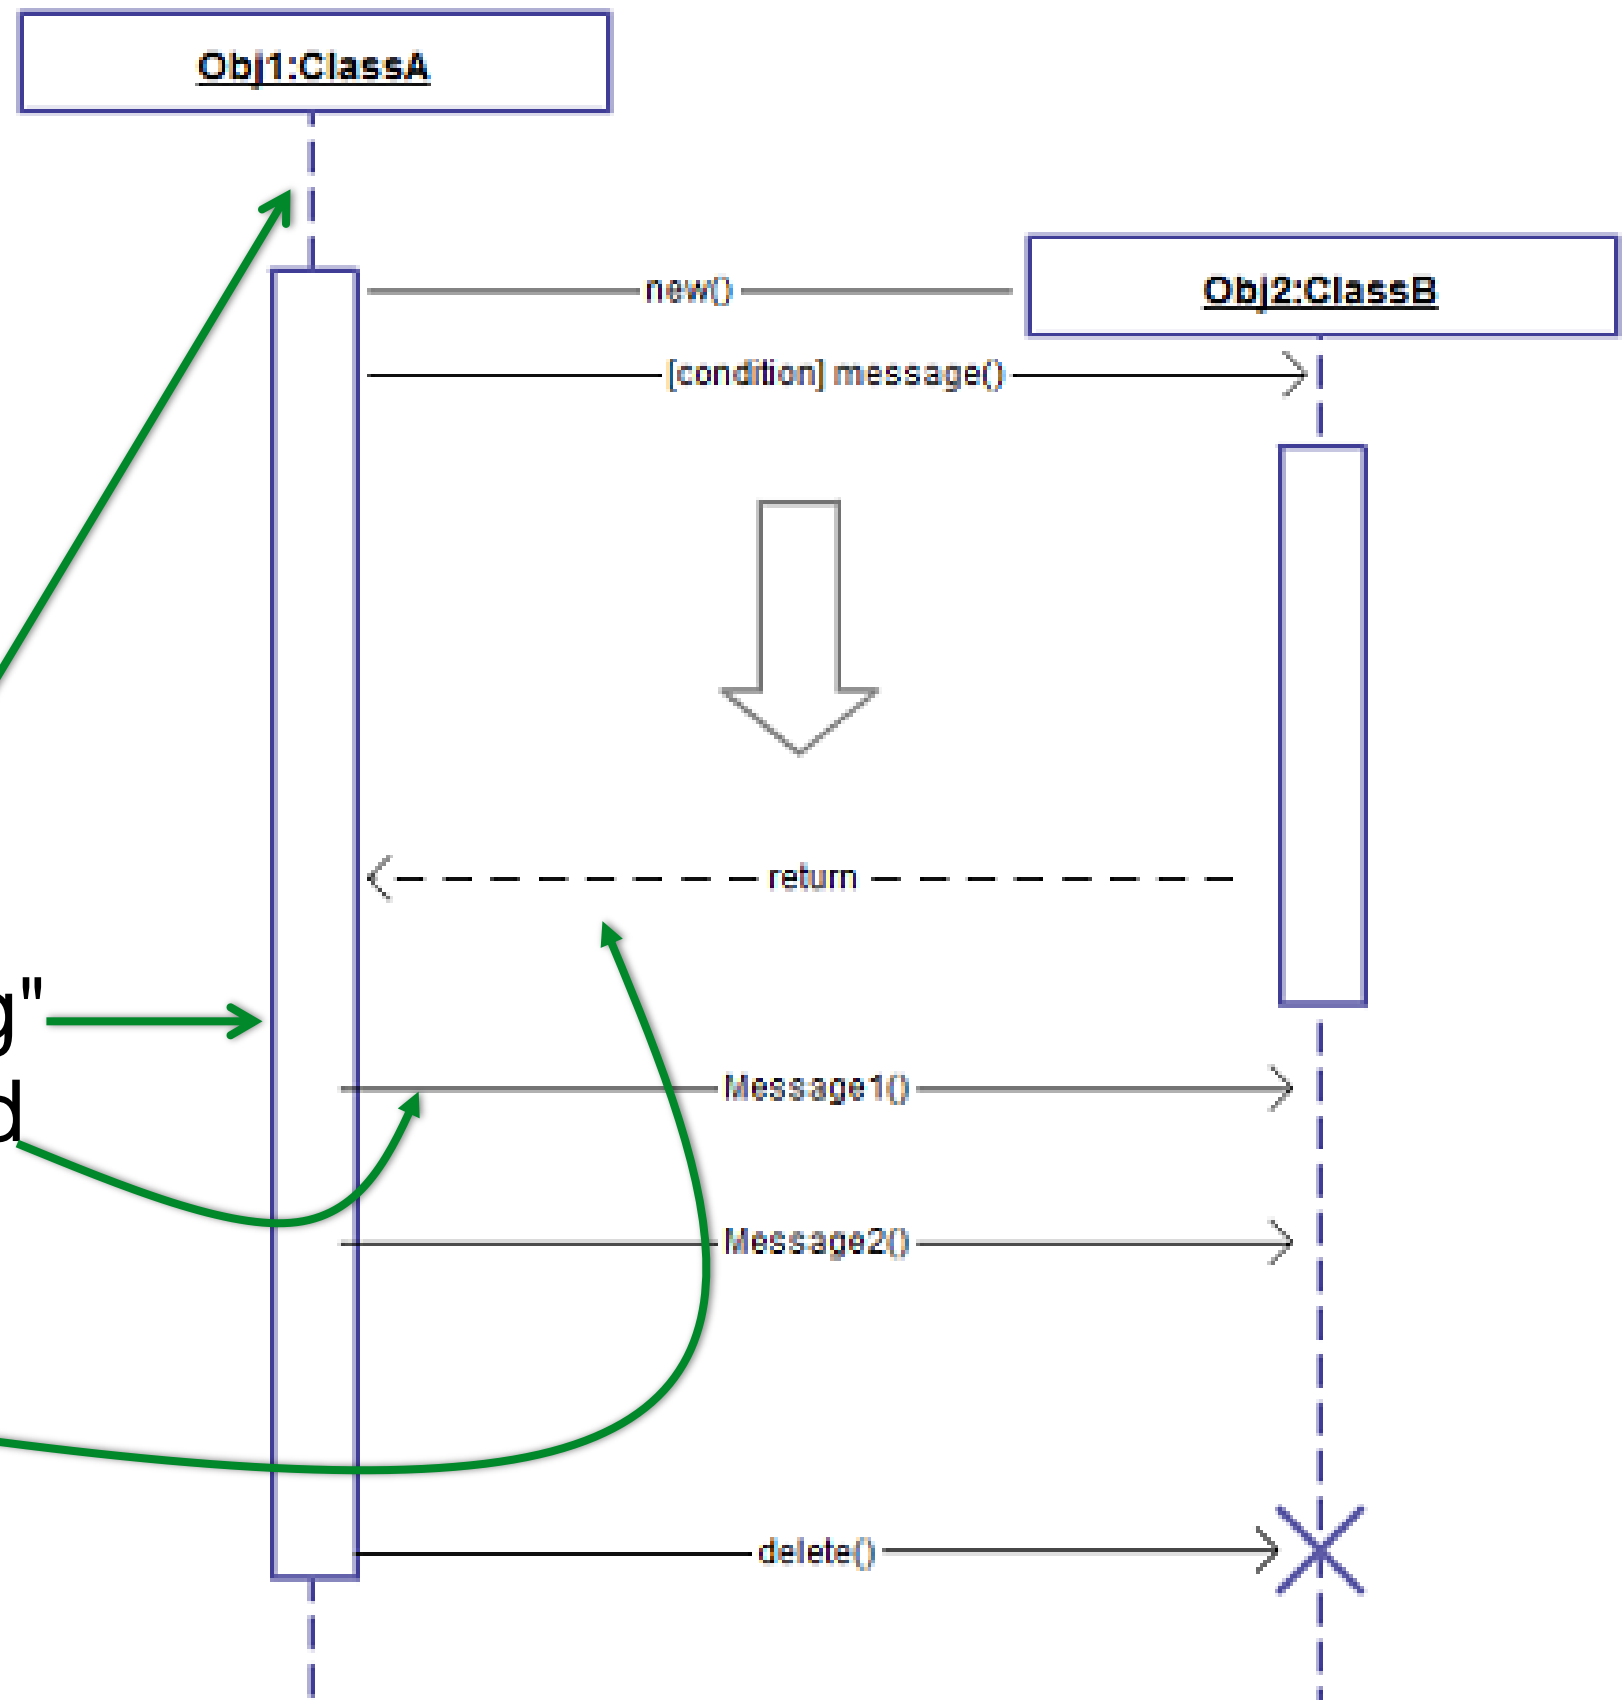 Obj1:ClassA
new()
Obj2:ClassB
[condition] message()
return
g"
Message1()
d
Message2()
delete()